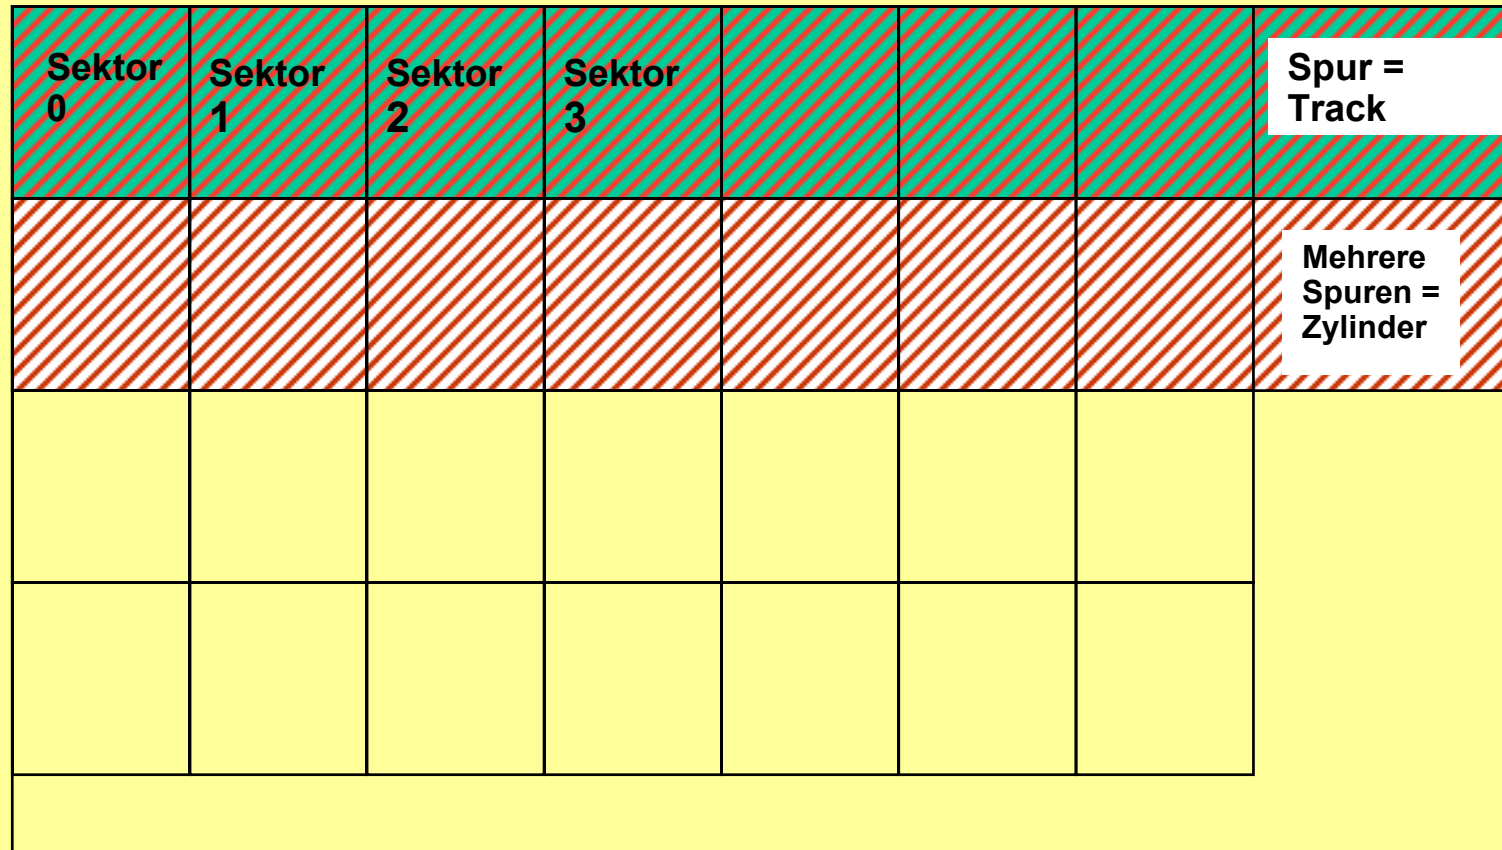 Sektor
0
Sektor
1
Sektor
2
Sektor
3
Spur =
Track
Mehrere
Spuren =
Zylinder